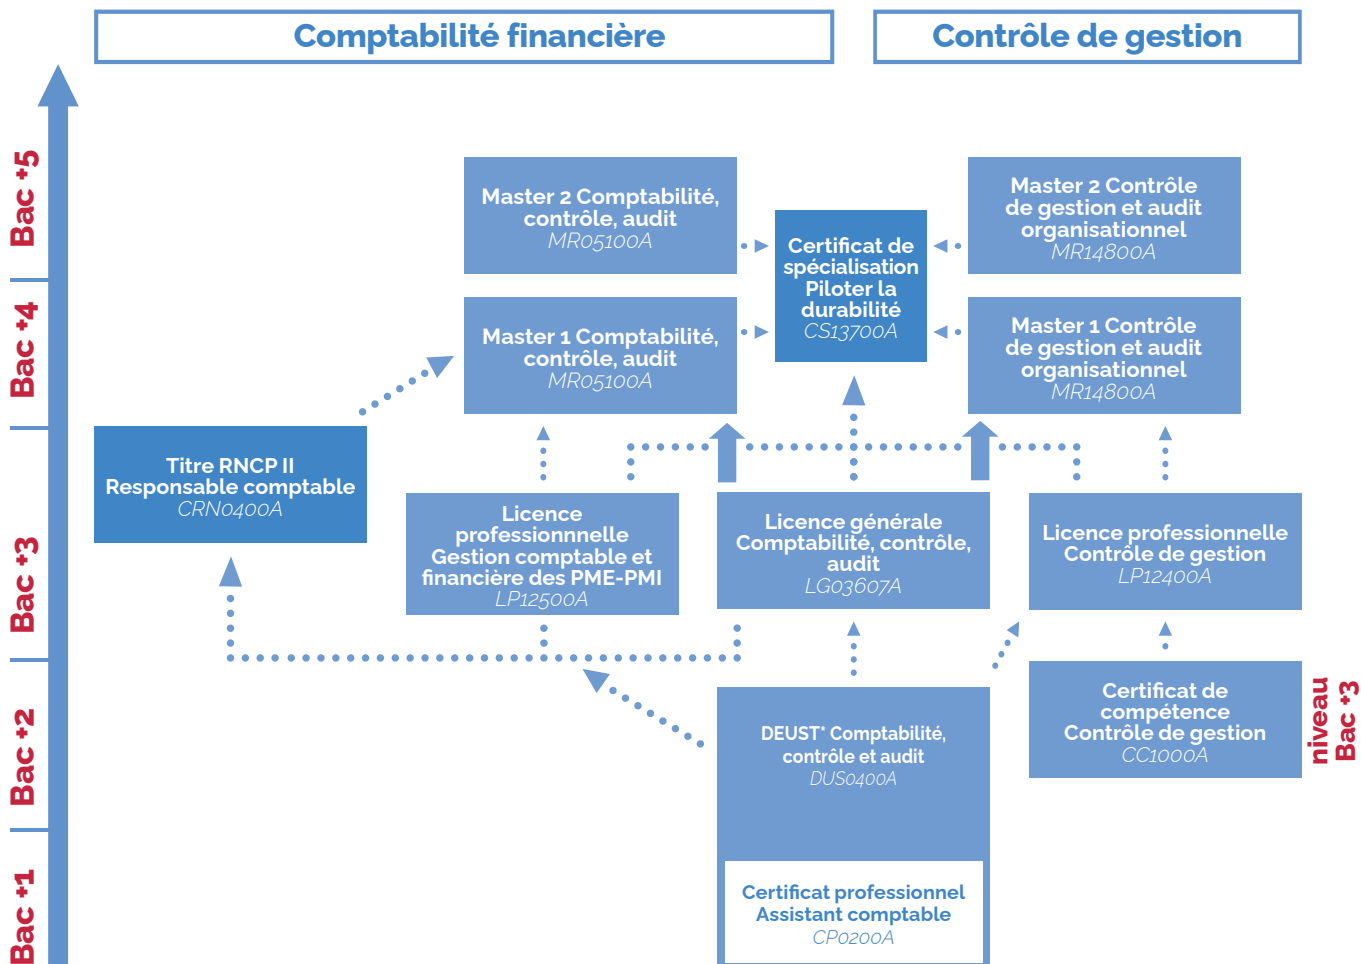 Comptabilité financière
Contrôle de gestion
Bac +5
Master 2 Comptabilité,
contrôle, audit
MR05100A
Certificat de
spécialisation
Piloter la
durabilité
CS13700A
Master 2 Contrôle
de gestion et audit
organisationnel
MR14800A
Bac +4
Master 1 Comptabilité,
contrôle, audit
MR05100A
Master 1 Contrôle
de gestion et audit
organisationnel
MR14800A
Bac +3
Titre RNCP II
Responsable comptable
CRN0400A
Licence
professionnnelle
Gestion comptable et
financière des PME-PMI
LP12500A
Licence générale
Comptabilité, contrôle,
audit
LG03607A
Licence professionnelle
Contrôle de gestion
LP12400A
Bac +2
DEUST* Comptabilité,
contrôle et audit
DUS0400A
Certificat de
compétence
Contrôle de gestion
CC1000A
niveau
Bac +3
Bac +1
Certificat professionnel
Assistant comptable
CP0200A